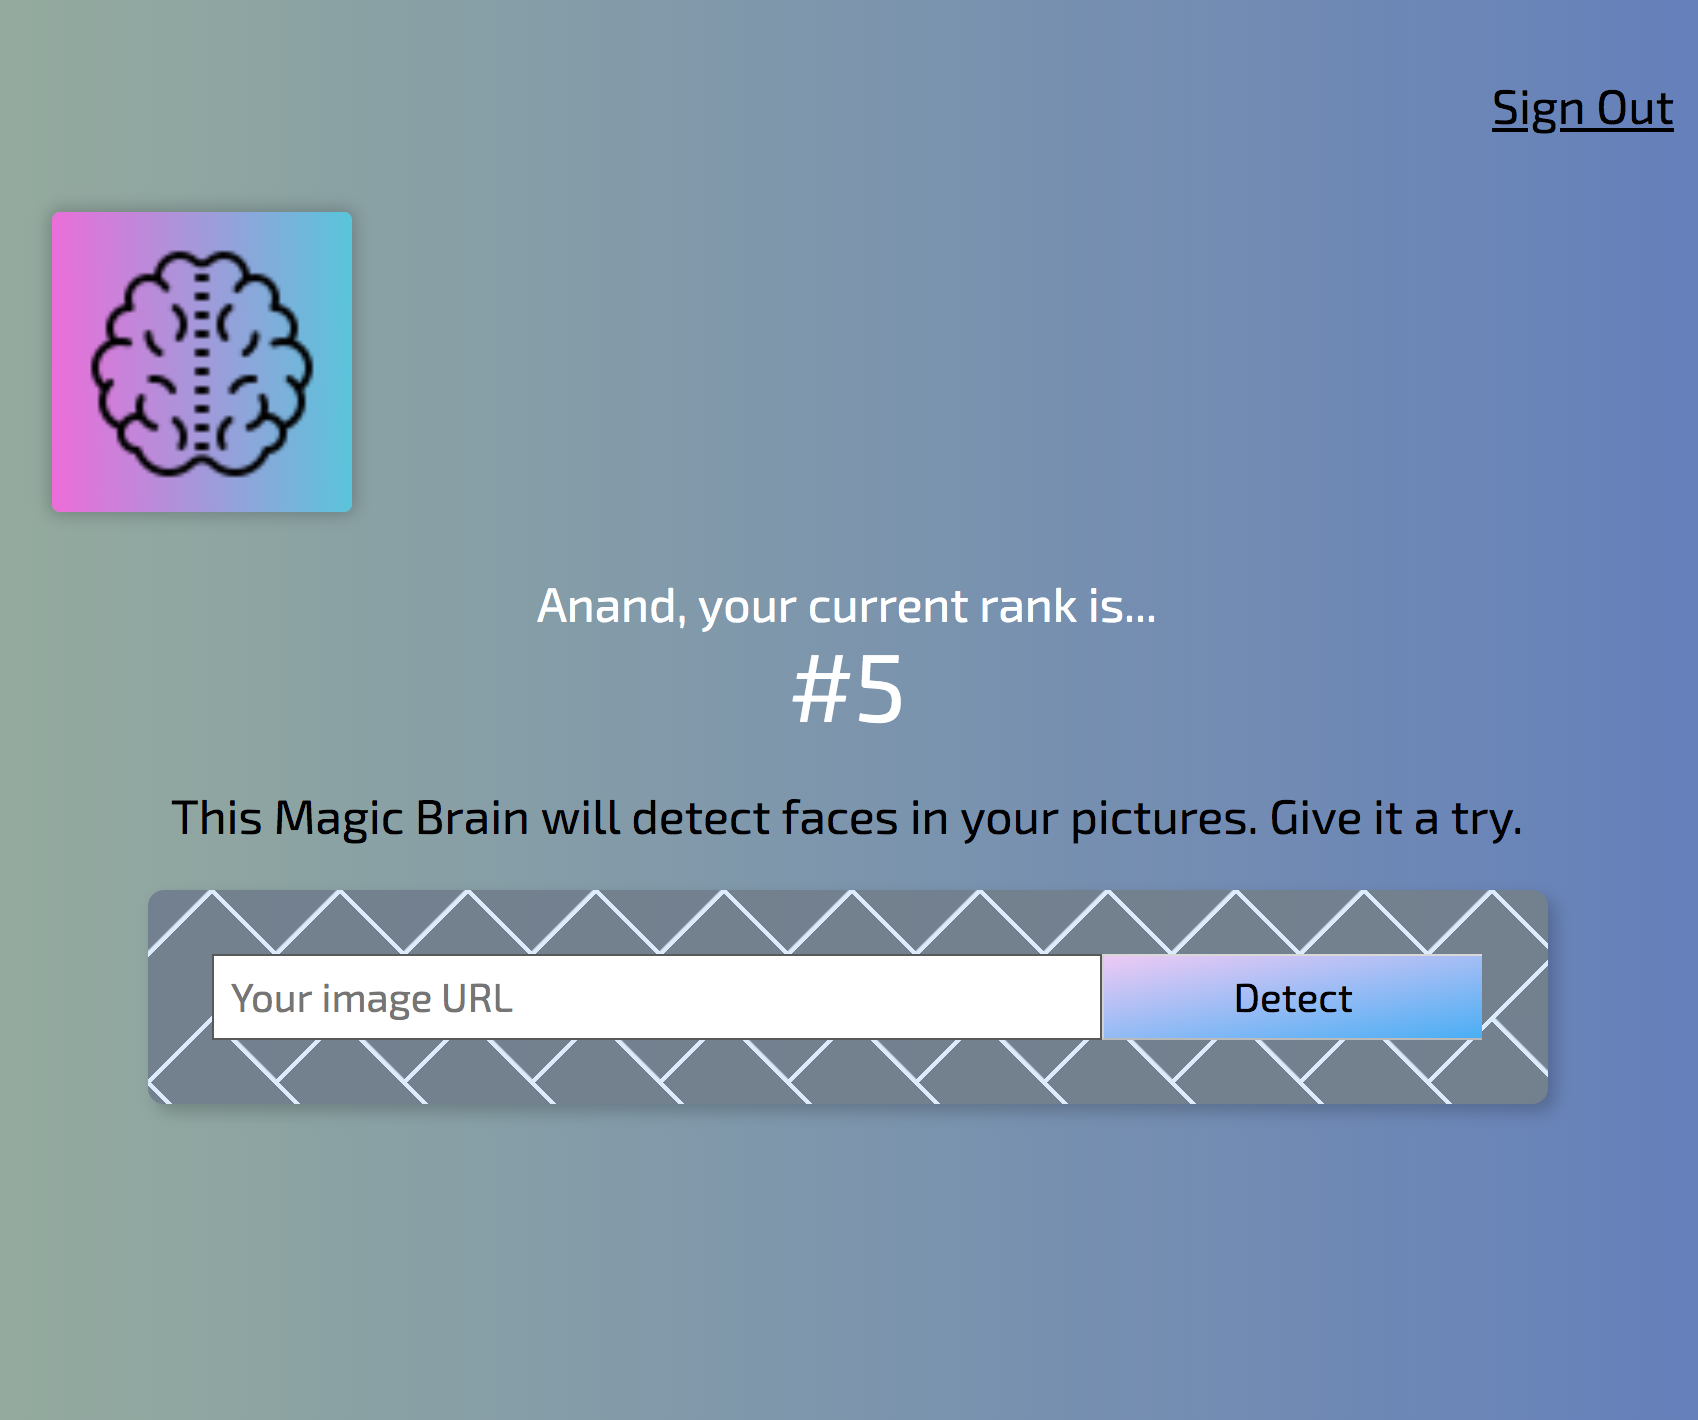 Sign Out
Anand, your current rank is...
#5
This Magic Brain will detect faces in your pictures. Give it a try.
Your image URL
Detect